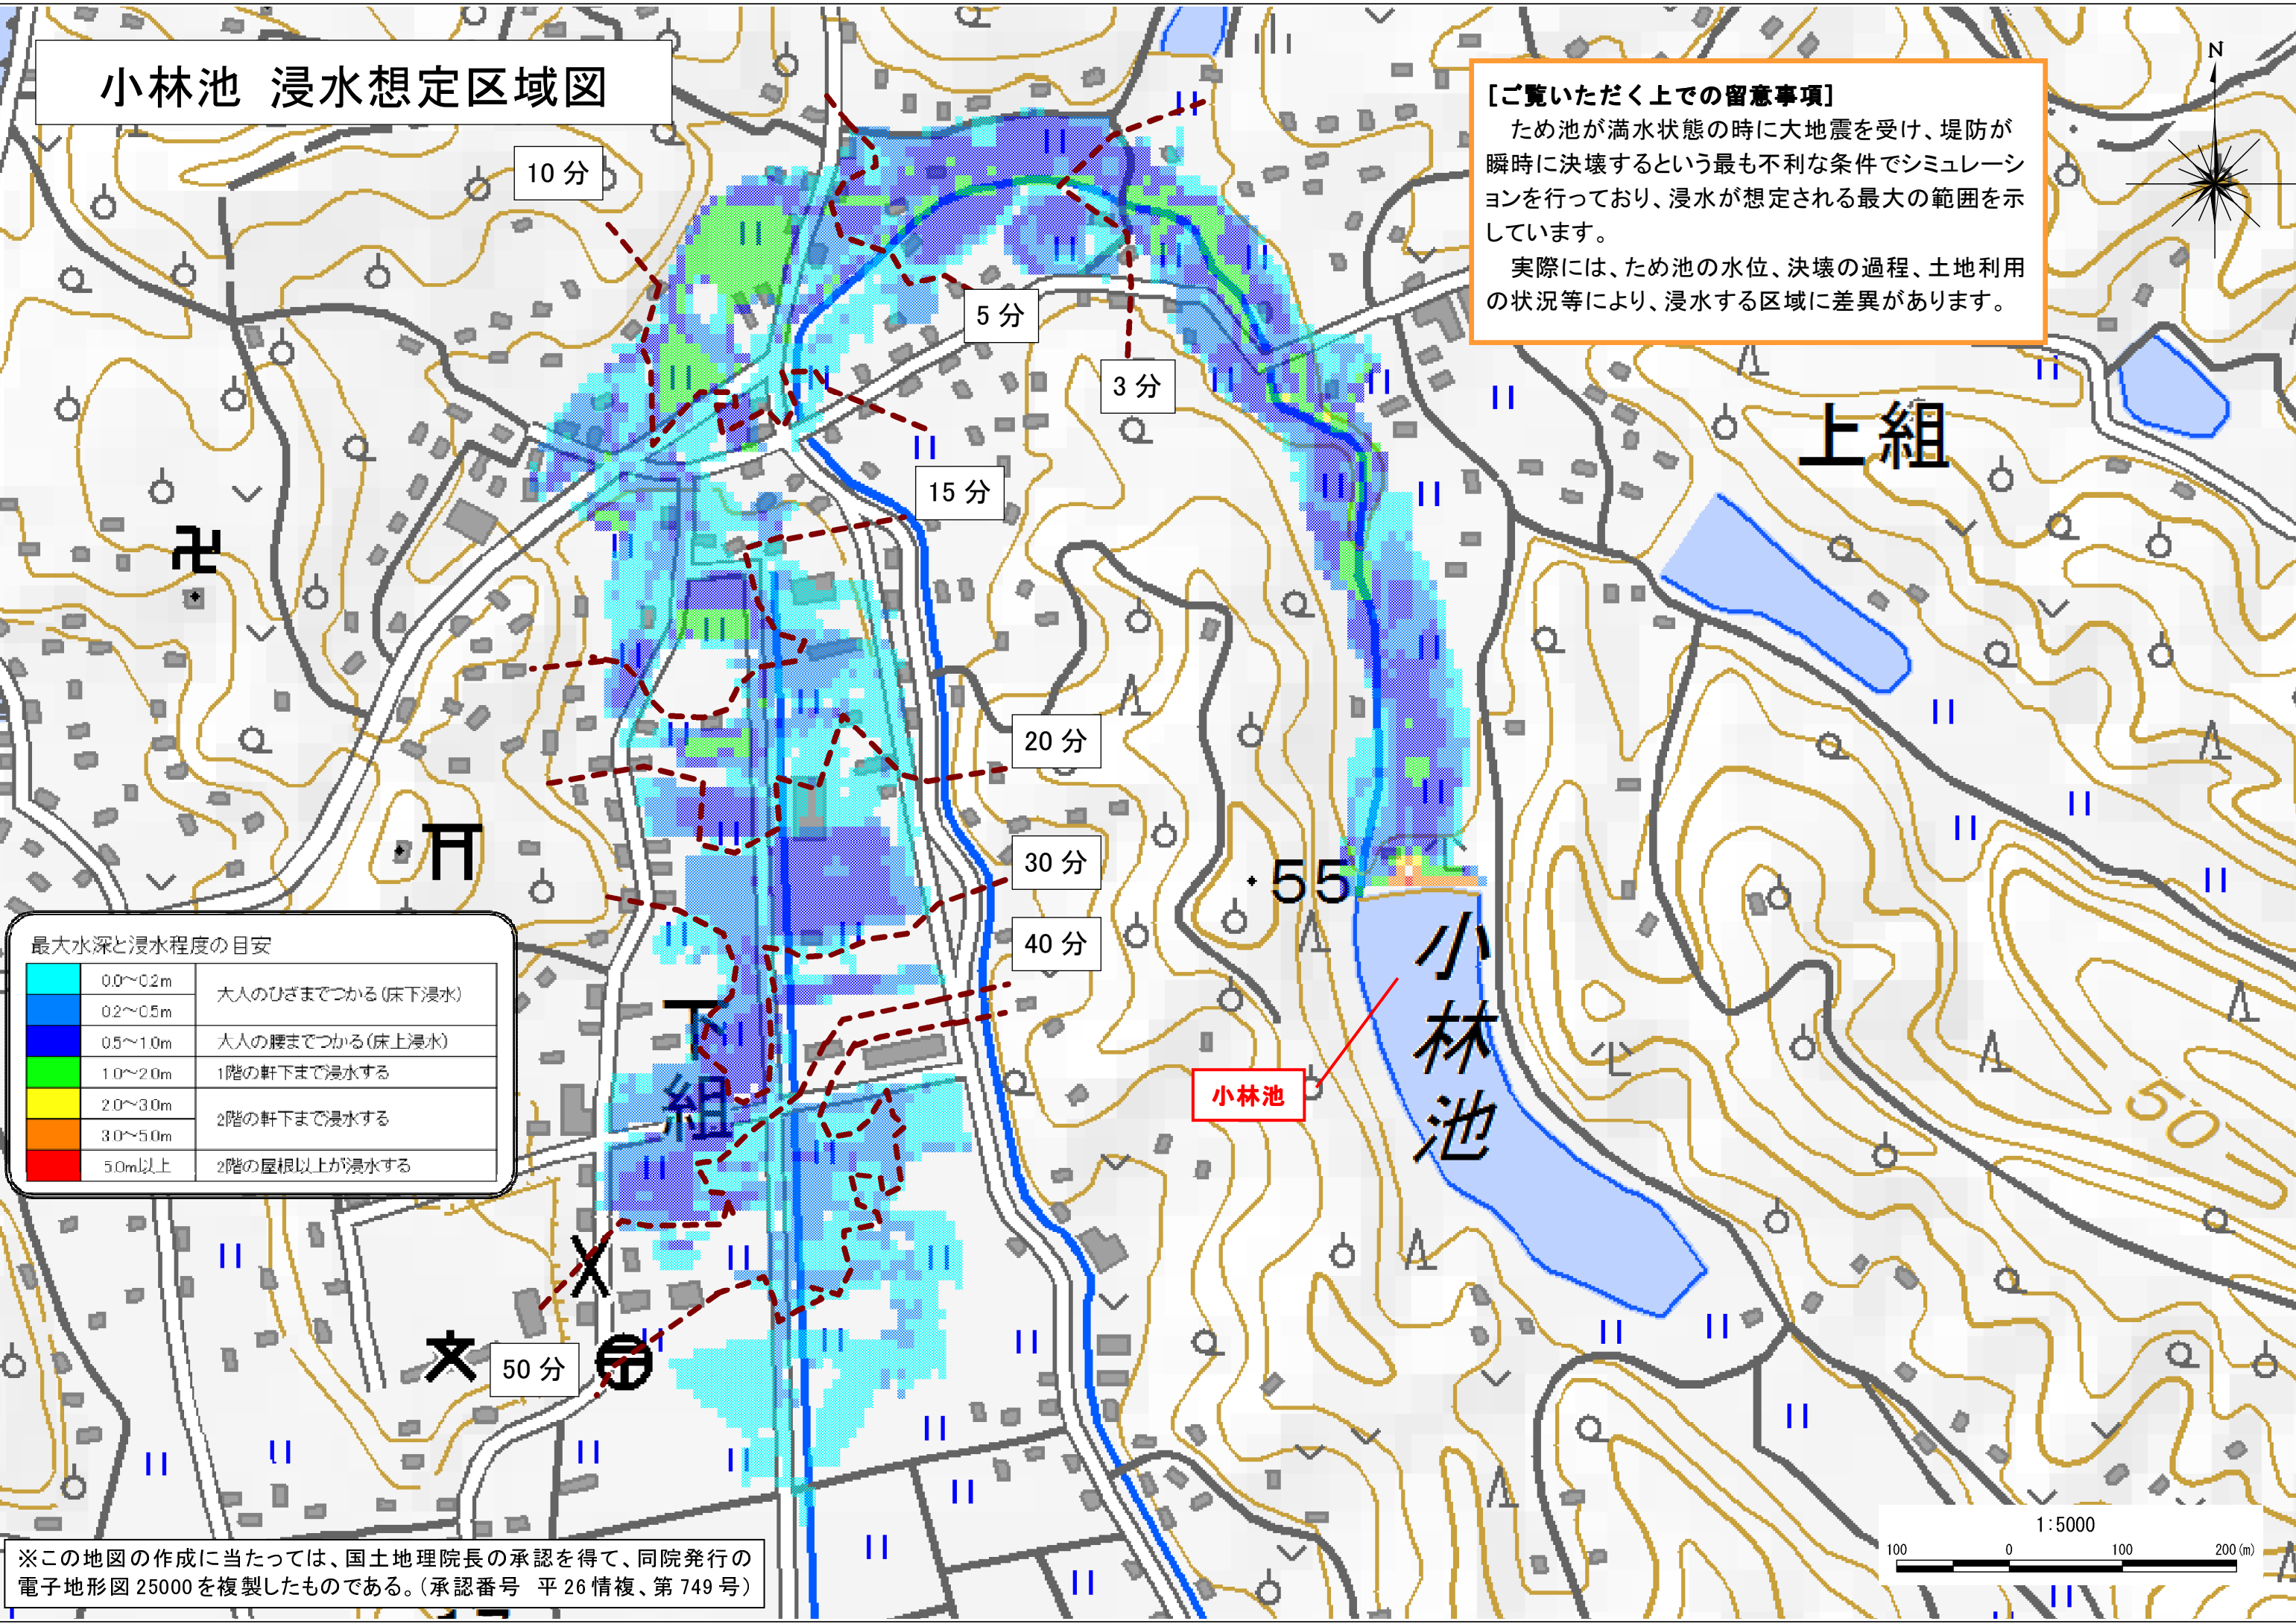 小林池 浸水想定区域図
[ご覧いただく上での留意事項]
ため池が満水状態の時に大地震を受け、堤防が
瞬時に決壊するという最も不利な条件でシミュレーシ
ョンを行っており、浸水が想定される最大の範囲を示
しています。
実際には、ため池の水位、決壊の過程、土地利用
の状況等により、浸水する区域に差異があります。
N
10 分
5 分
3 分
上組
15 分
20 分
30 分
40 分
55
小林池
小林池
下組
50
50 分
最大水深と浸水程度の目安
0.0～0.2m
大人のひざまでつかる(床下浸水)
0.2～0.5m
0.5～1.0m 大人の腰までつかる(床上浸水)
1.0～2.0m 1階の軒下まで浸水する
2.0～3.0m
2階の軒下まで浸水する
3.0～5.0m
5.0m以上 2階の屋根以上が浸水する
※この地図の作成に当たっては、国土地理院長の承認を得て、同院発行の
電子地形図 25000 を複製したものである。(承認番号 平 26 情複、第 749 号)
1:5000
100 0 100 200 (m)